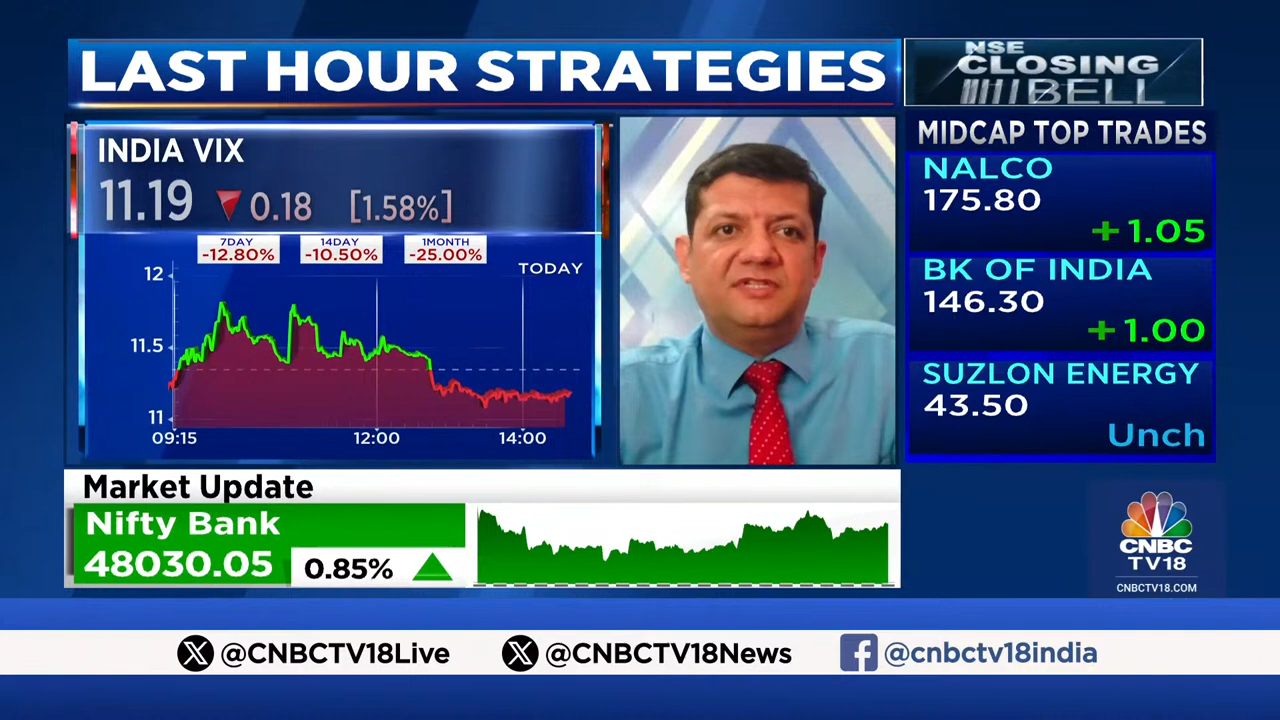 LAST HOUR STRATEGIES
NSE
CLOSING
BELL
INDIA VIX
11.19 ▼ 0.18 [1.58%]
7DAY
-12.80%
14DAY
-10.50%
1MONTH
-25.00%
TODAY
12
11.5
11
09:15 12:00 14:00
MIDCAP TOP TRADES
NALCO
175.80
+1.05
BK OF INDIA
146.30
+1.00
SUZLON ENERGY
43.50
Unch
Market Update
Nifty Bank
48030.05 0.85% ▲
CNBC
TV18
CNBCTV18.COM
@CNBCTV18Live @CNBCTV18News @cnbctv18india